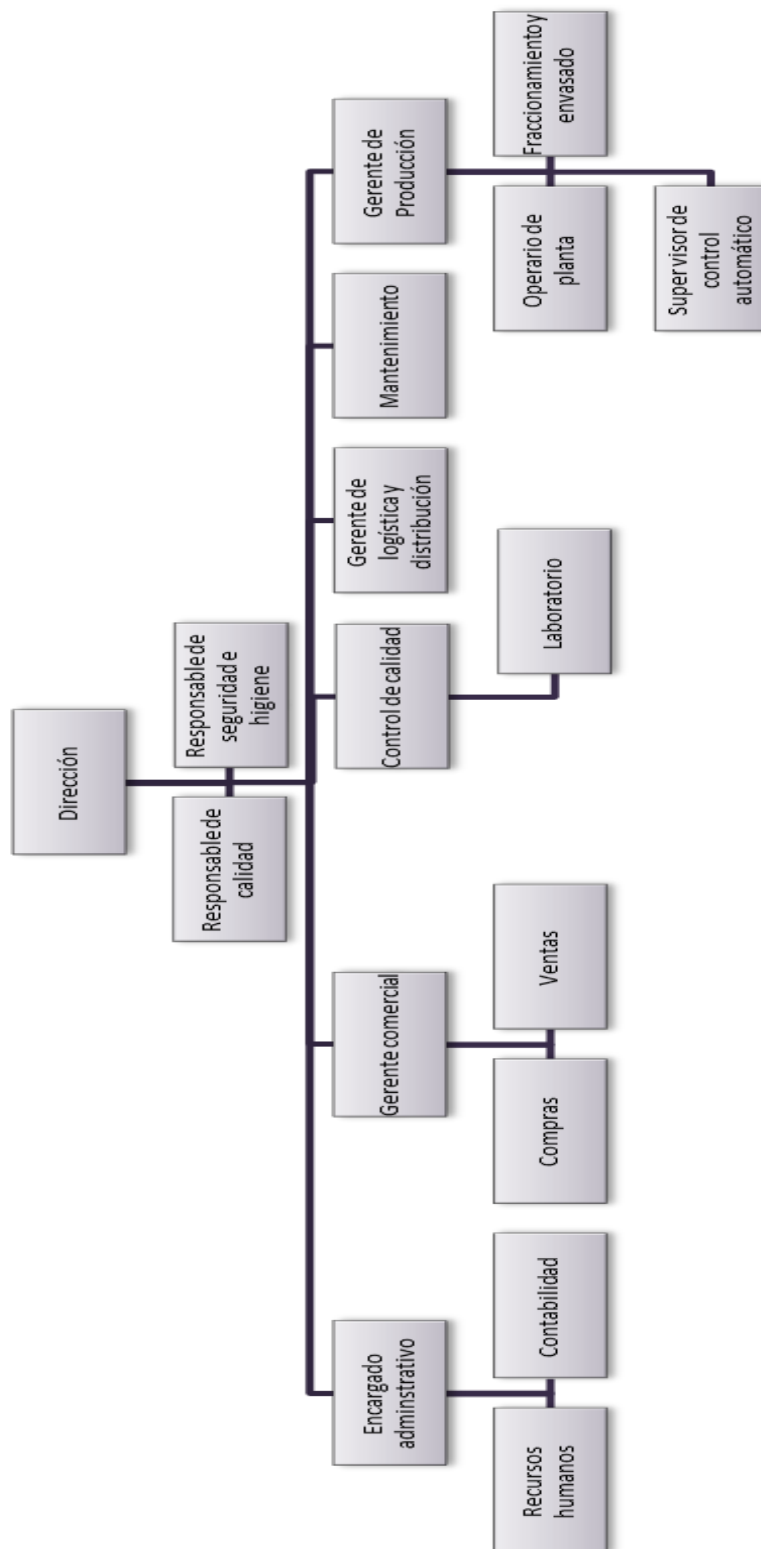 Dirección
Responsable de
calidad
Responsable de
seguridad e
higiene
Encargado
adminstrativo
Gerente comercial
Control de calidad
Gerente de
logística y
distribución
Mantenimiento
Gerente de
Producción
Recursos
humanos
Contabilidad
Compras
Ventas
Laboratorio
Operario de
planta
Fraccionamiento y
envasado
Supervisor de
control
automático